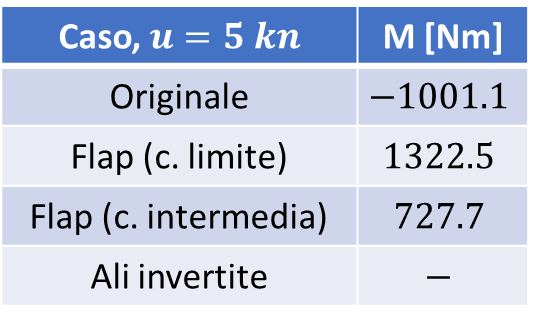 Caso, u = 5 kn M [Nm]
Originale −1001.1
Flap (c. limite) 1322.5
Flap (c. intermedia) 727.7
Ali invertite −